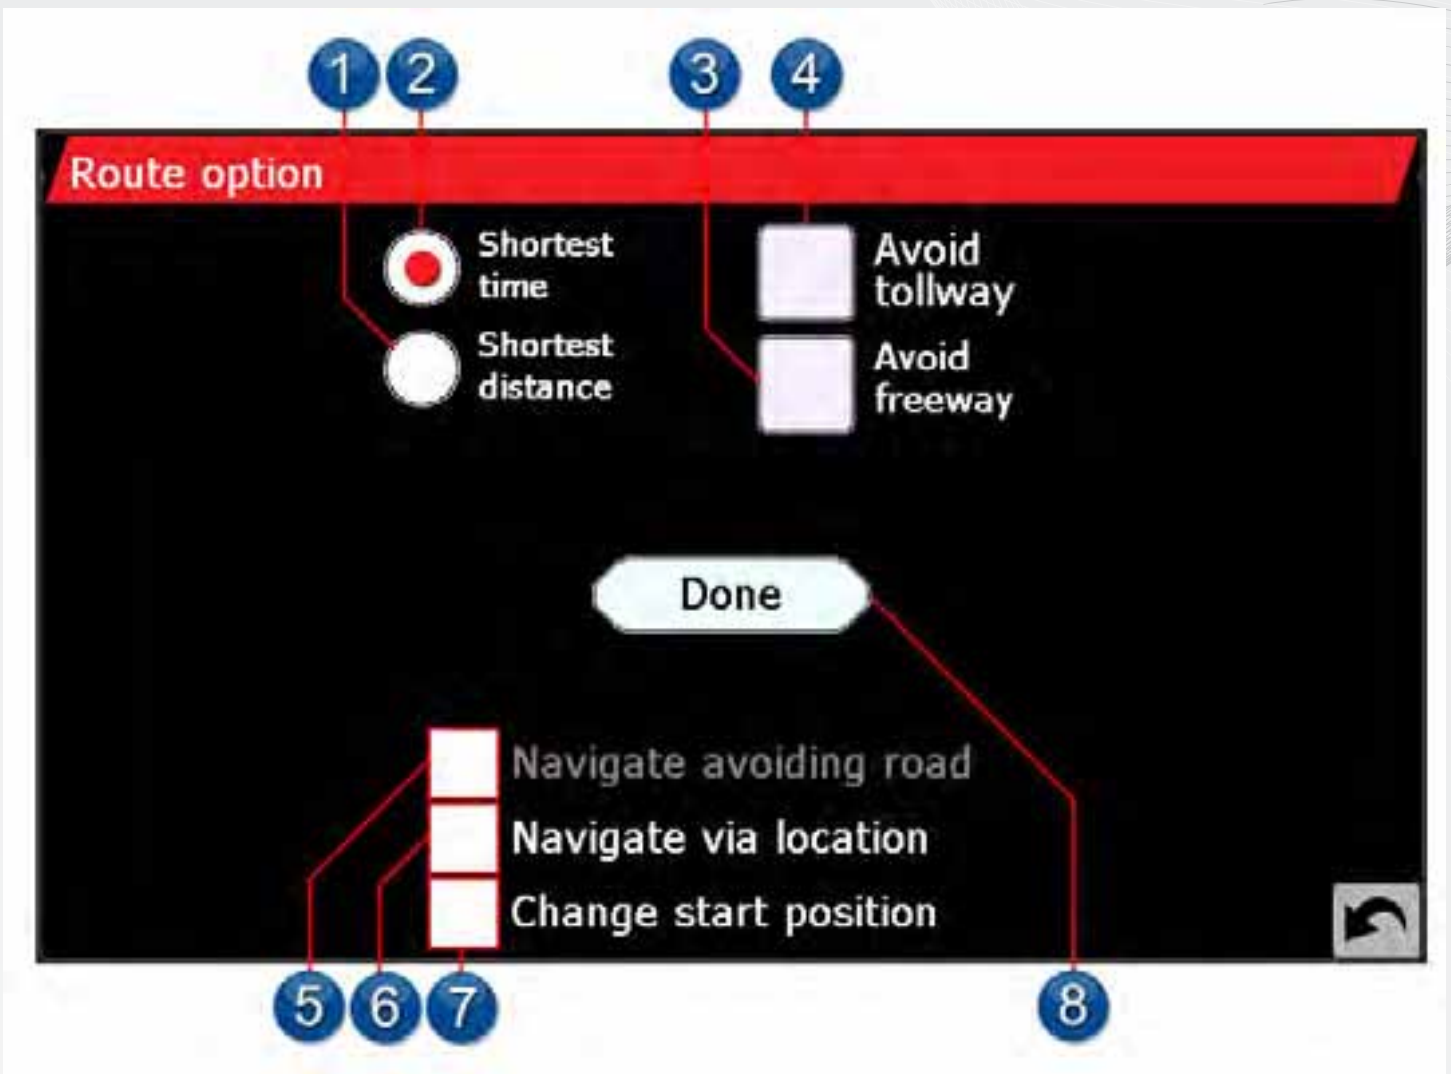 1 2 3 4
Route option
Shortest
time
Avoid
tollway
Shortest
distance
Avoid
freeway
Done
Navigate avoiding road
Navigate via location
Change start position
5 6 7 8